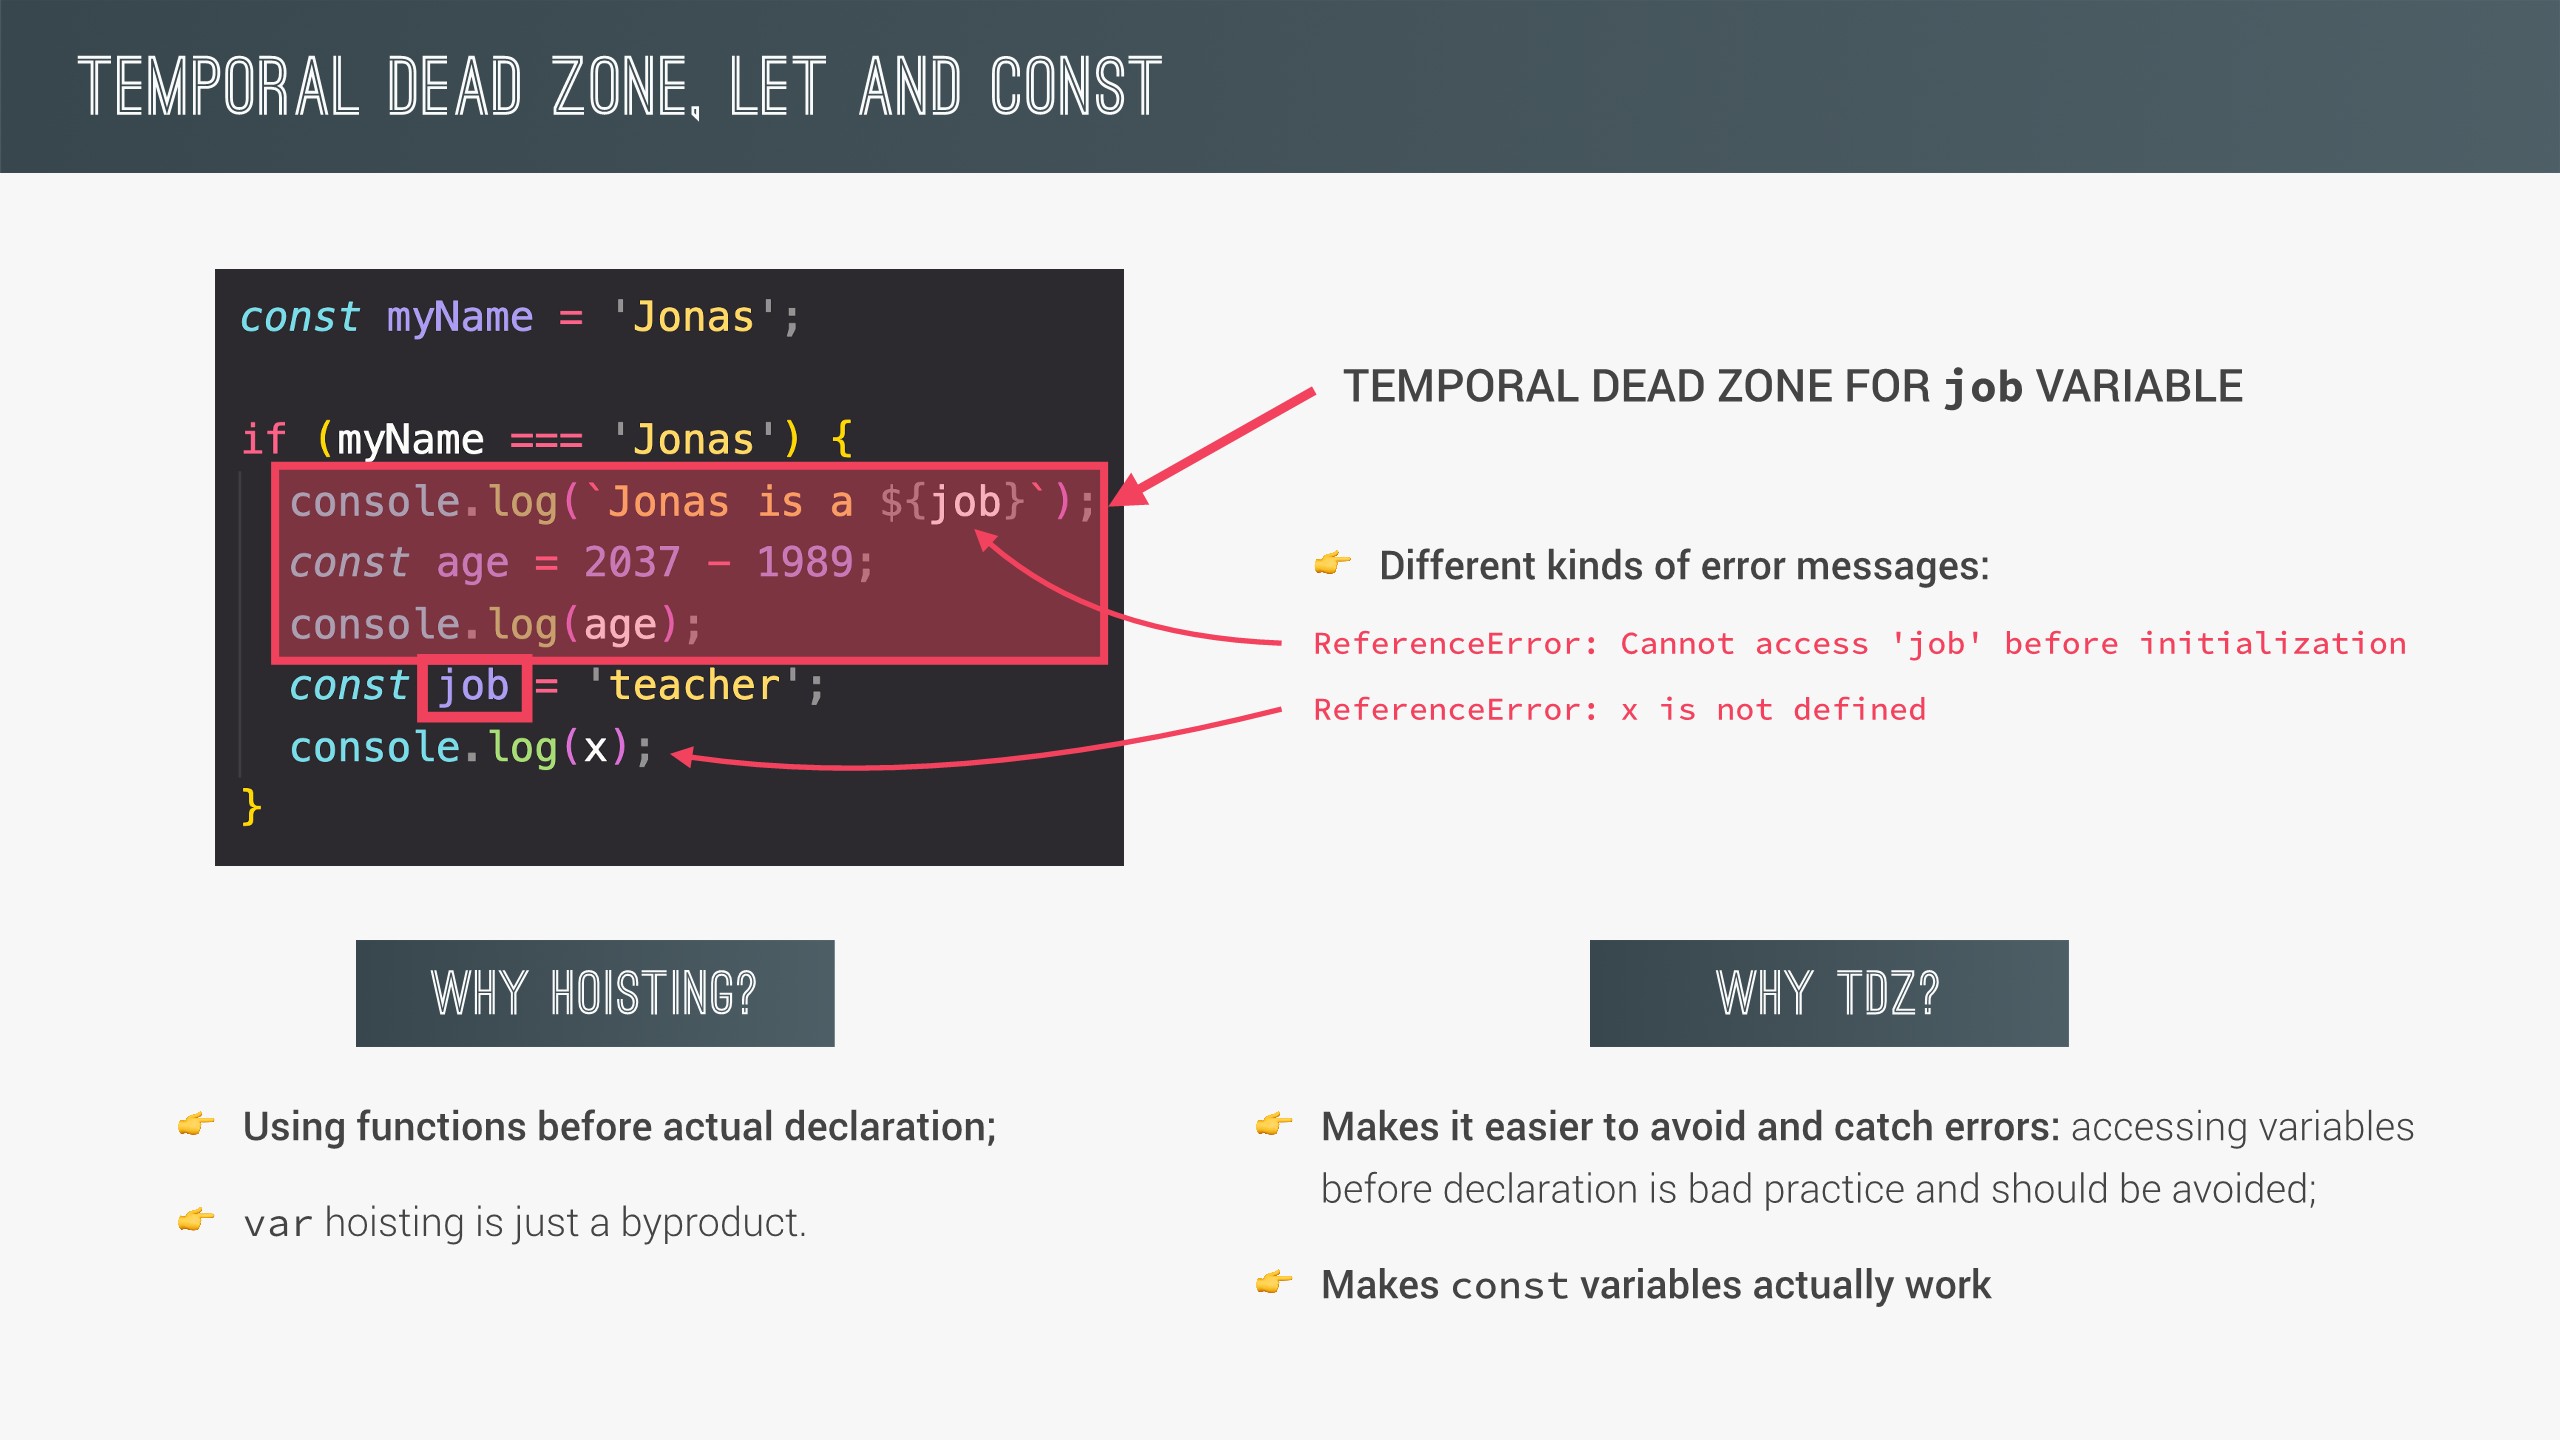 TEMPORAL DEAD ZONE, LET AND CONST
const myName = 'Jonas';
if (myName === 'Jonas') {
console.log(`Jonas is a ${job}`);
const age = 2037 - 1989;
console.log(age);
const job = 'teacher';
console.log(x);
}
TEMPORAL DEAD ZONE FOR job VARIABLE
👉 Different kinds of error messages:
ReferenceError: Cannot access 'job' before initialization
ReferenceError: x is not defined
WHY HOISTING?
👉 Using functions before actual declaration;
👉 var hoisting is just a byproduct.
WHY TDZ?
👉 Makes it easier to avoid and catch errors: accessing variables
before declaration is bad practice and should be avoided;
👉 Makes const variables actually work